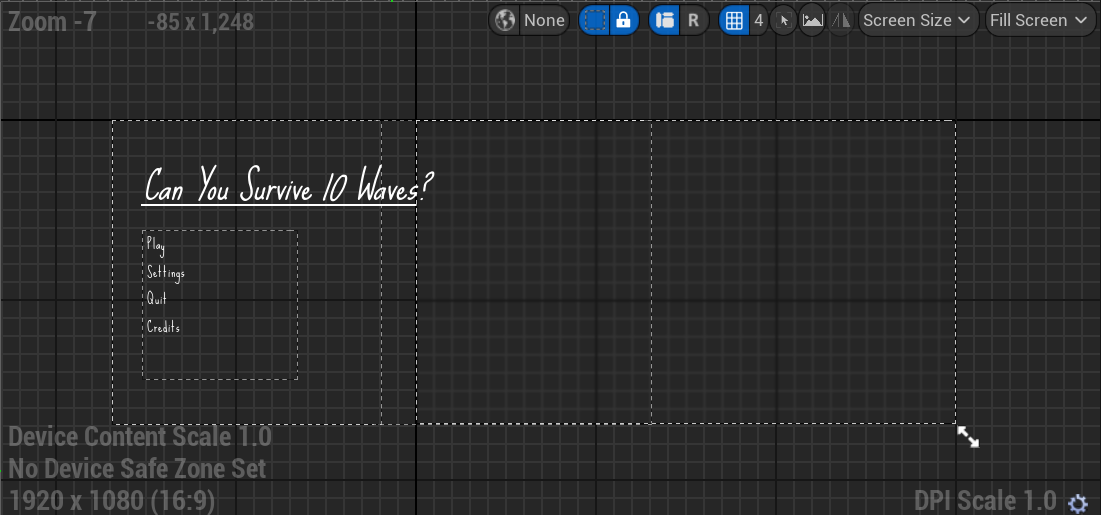 Zoom -7
-85 x 1,248
None
R
4
Screen Size
Fill Screen
Can You Survive 10 Waves?
Play
Settings
Quit
Credits
Device Content Scale 1.0
No Device Safe Zone Set
1920 x 1080 (16:9)
DPI Scale 1.0